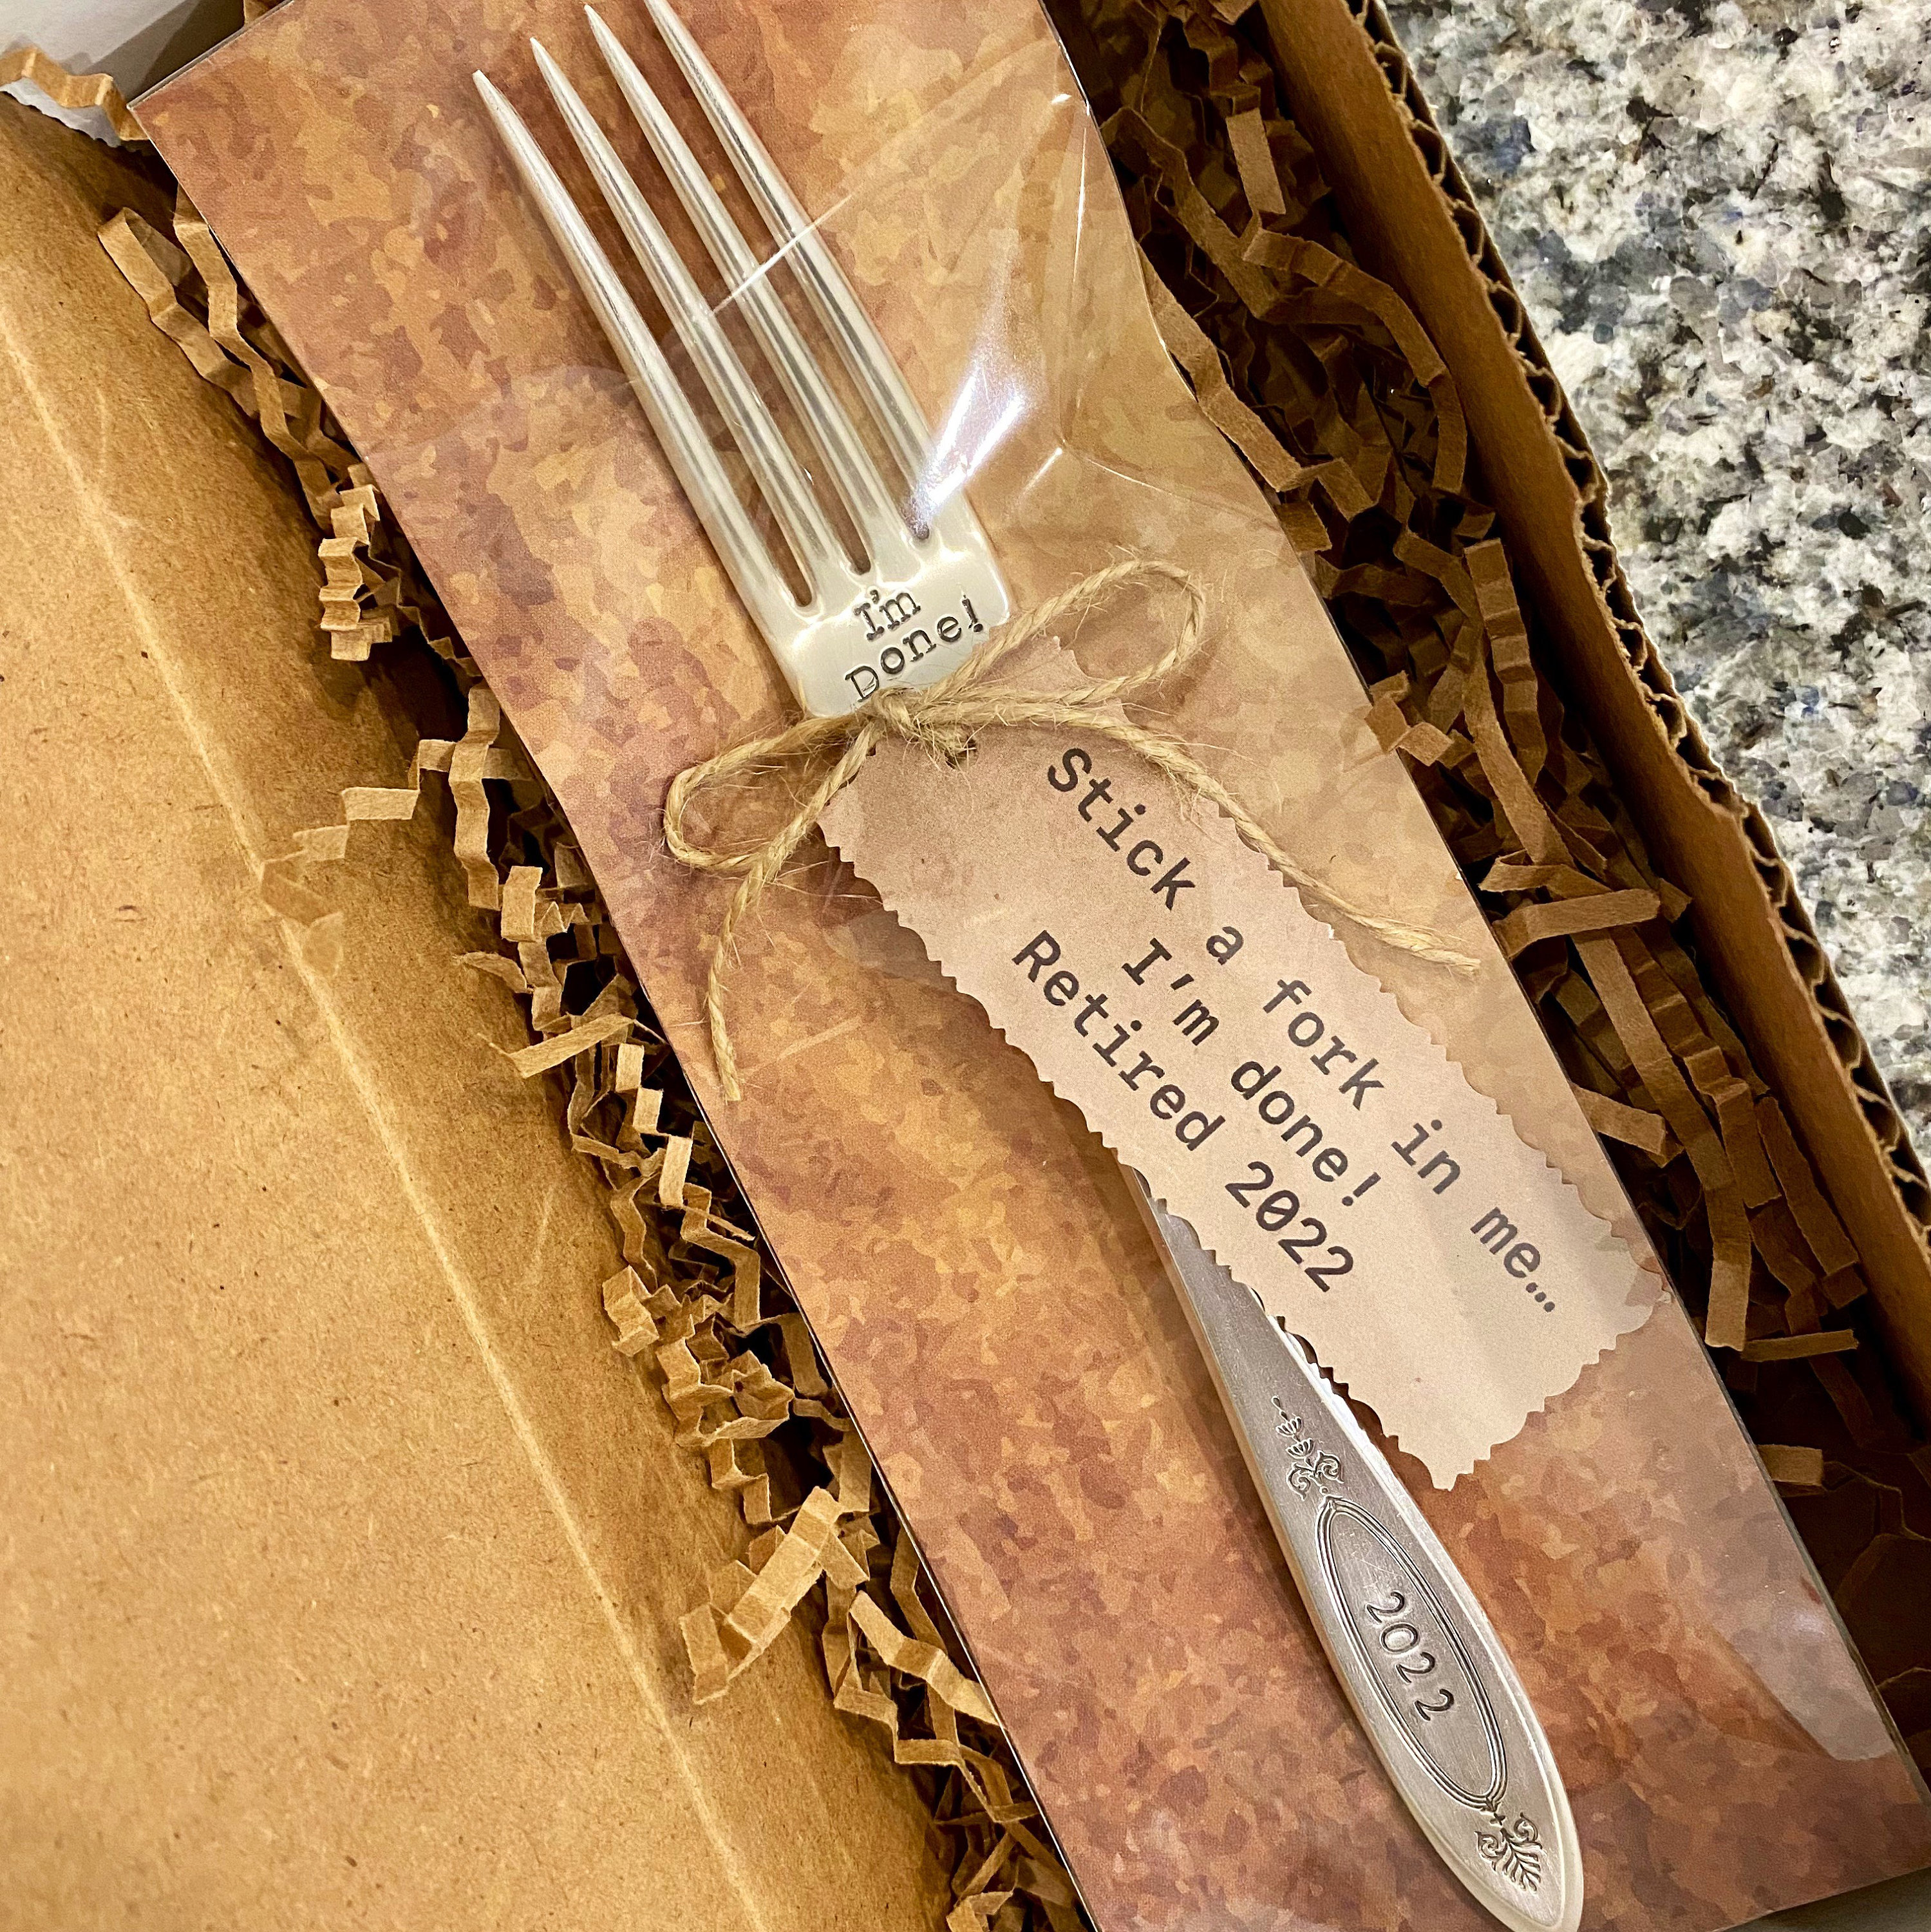 I'm
Done!
Stick a fork in me...
I'm done!
Retired 2022
2022